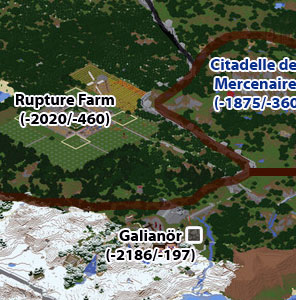 Citadelle de
Mercenaire
(-1875/-360
Rupture Farm
(-2020/-460)
Galianör
(-2186/-197)